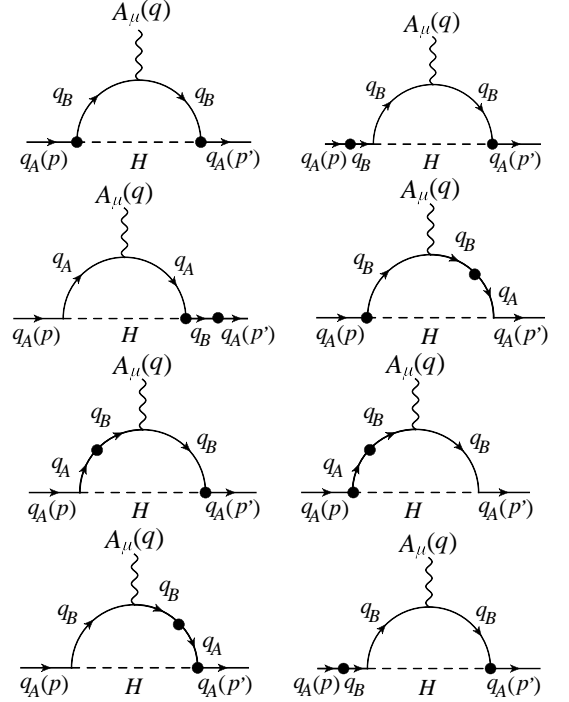 A_μ(q)
q_B q_B
q_A(p) H q_A(p')
A_μ(q)
q_B q_B
q_A(p) q_B H q_A(p')
A_μ(q)
q_A q_A
q_A(p) H q_B q_A(p')
A_μ(q)
q_B
q_B q_A
q_A(p) H q_A(p')
A_μ(q)
q_B q_B
q_A
q_A(p) H q_A(p')
A_μ(q)
q_B q_B
q_A
q_A(p) H q_A(p')
A_μ(q)
q_B q_B
q_A
q_A(p) H q_A(p')
A_μ(q)
q_B q_B
q_A(p) q_B H q_A(p')